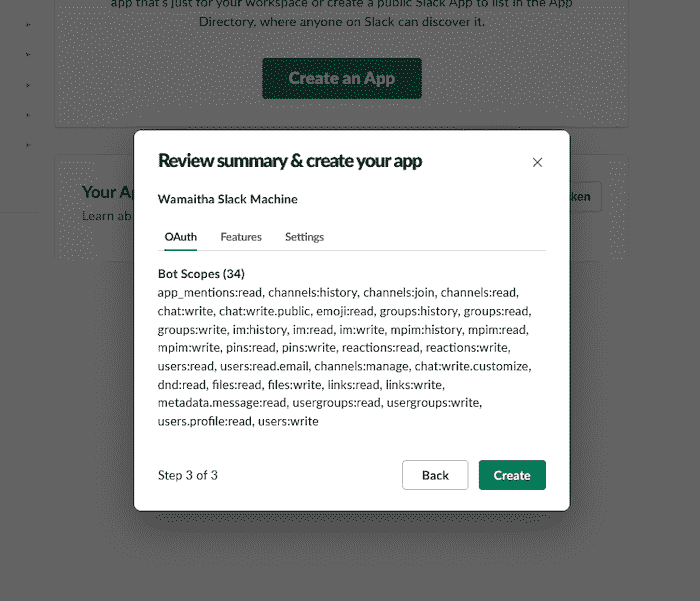 app that's just for your workspace or create a public Slack App to list in the App
Directory, where anyone on Slack can discover it.
Create an App
Review summary & create your app
Your Ap
Learn ab
ken
Wamaitha Slack Machine
OAuth Features Settings
Bot Scopes (34)
app_mentions:read, channels:history, channels:join, channels:read,
chat:write, chat:write.public, emoji:read, groups:history, groups:read,
groups:write, im:history, im:read, im:write, mpim:history, mpim:read,
mpim:write, pins:read, pins:write, reactions:read, reactions:write,
users:read, users:read.email, channels:manage, chat:write.customize,
dnd:read, files:read, files:write, links:read, links:write,
metadata.message:read, usergroups:read, usergroups:write,
users.profile:read, users:write
Step 3 of 3
Back
Create